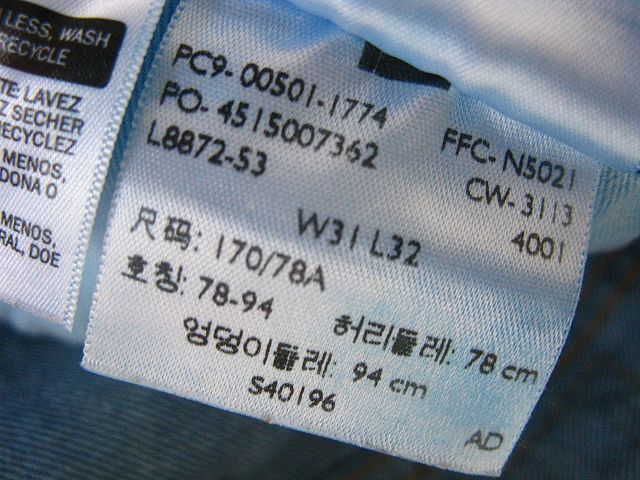 LESS, WASH
RECYCLE
LAVEZ
SECHER
RECYCLEZ
MENOS,
DONA O
MENOS,
DOE
PC9-00501-1774
PO-4515007362
L8872-53
FFC-N5021
CW-3113
4001
W31 L32
尺码: 170/78A
호칭: 78-94
허리둘레: 78 cm
엉덩이둘레: 94 cm
S40196
AD